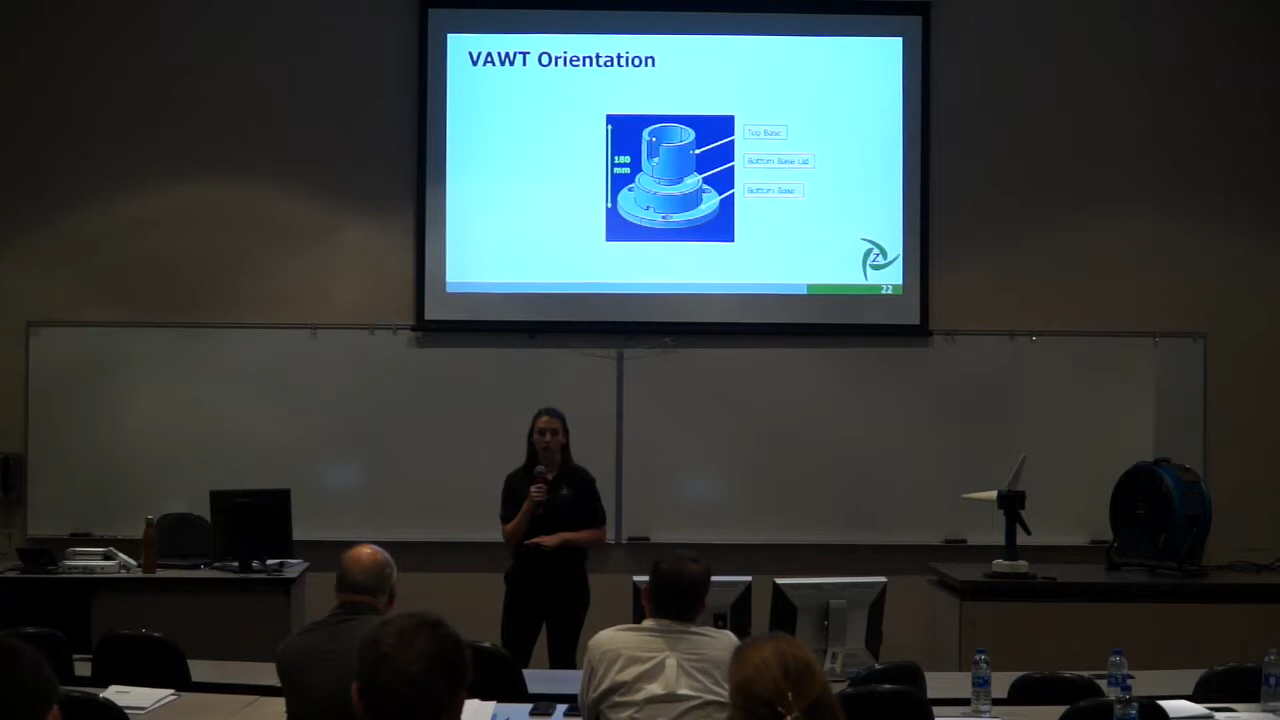 VAWT Orientation
180
mm
Top Base
Bottom Base Lid
Bottom Base
Z
22